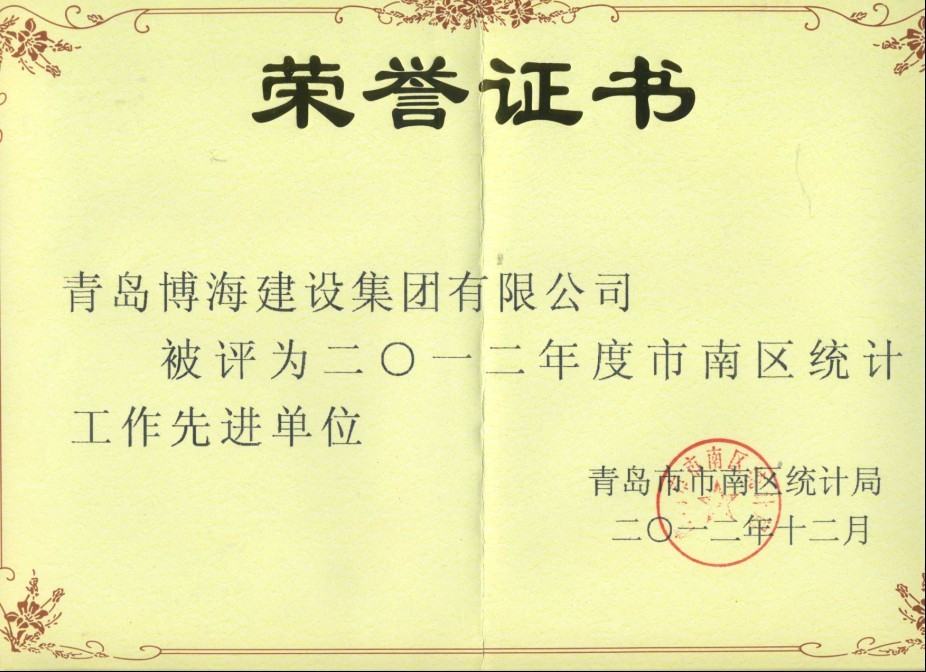 荣誉证书
青岛博海建设集团有限公司
被评为二〇一二年度市南区统计
工作先进单位
青岛市市南区统计局
二〇一二年十二月